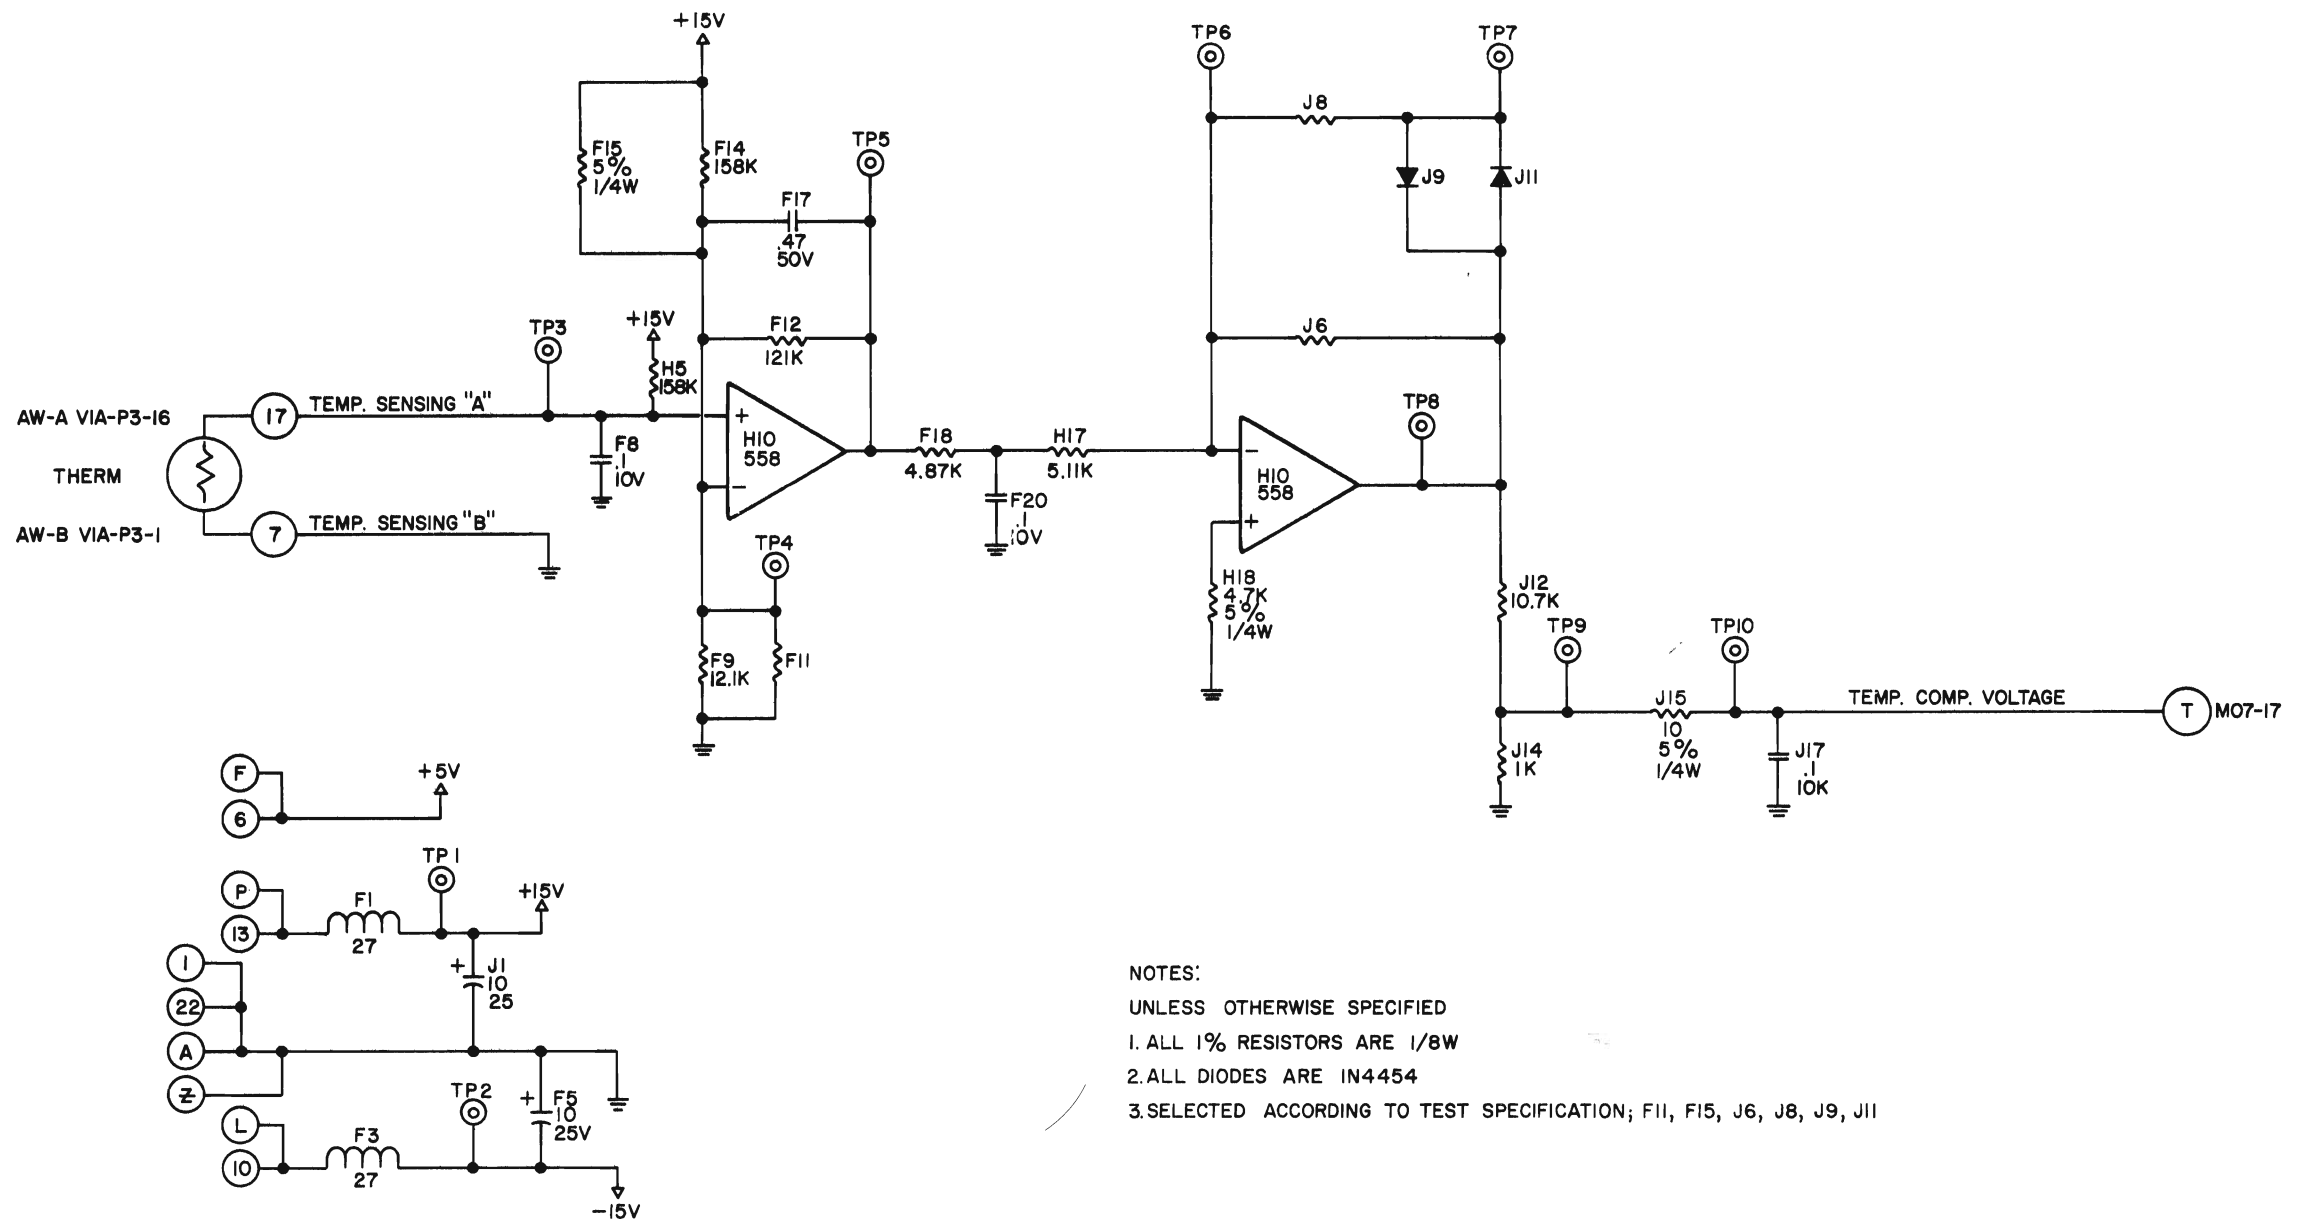 +15V
TP6
TP7
J8
TP5
F15
5%
1/4W
F14
158K
J9
J11
F17
.47
50V
TP3
+15V
F12
121K
J6
H5
158K
AW-A VIA-P3-16
17
TEMP. SENSING "A"
THERM
AW-B VIA-P3-1
7
TEMP. SENSING "B"
F8
.1
10V
+
H10
558
−
F18
4.87K
H17
5.11K
F20
.1
10V
TP8
−
H10
558
+
TP4
H18
4.7K
5%
1/4W
J12
10.7K
F9
12.1K
F11
TP9
TP10
J15
10
5%
1/4W
TEMP. COMP. VOLTAGE
T
M07-17
J14
1K
J17
.1
10K
F
6
+5V
TP1
P
13
F1
27
+15V
1
22
A
Z
+
J1
10
25
TP2
+
F5
10
25V
L
10
F3
27
−15V
NOTES:
UNLESS OTHERWISE SPECIFIED
1. ALL 1% RESISTORS ARE 1/8W
2. ALL DIODES ARE 1N4454
3. SELECTED ACCORDING TO TEST SPECIFICATION; F11, F15, J6, J8, J9, J11